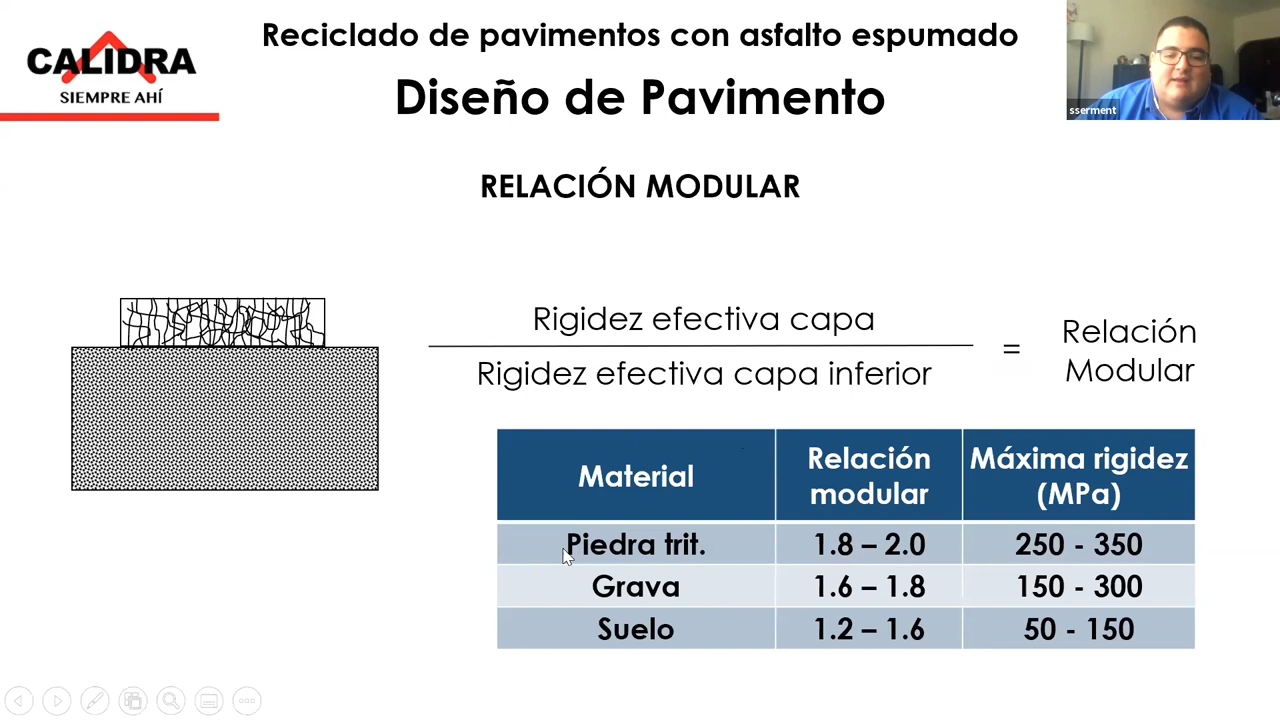 CALIDRA
SIEMPRE AHÍ
Reciclado de pavimentos con asfalto espumado
Diseño de Pavimento
sserment
RELACIÓN MODULAR
Rigidez efectiva capa
Rigidez efectiva capa inferior
=
Relación
Modular
Material
Relación
modular
Máxima rigidez
(MPa)
Piedra trit. 1.8 – 2.0 250 - 350
Grava 1.6 – 1.8 150 - 300
Suelo 1.2 – 1.6 50 - 150